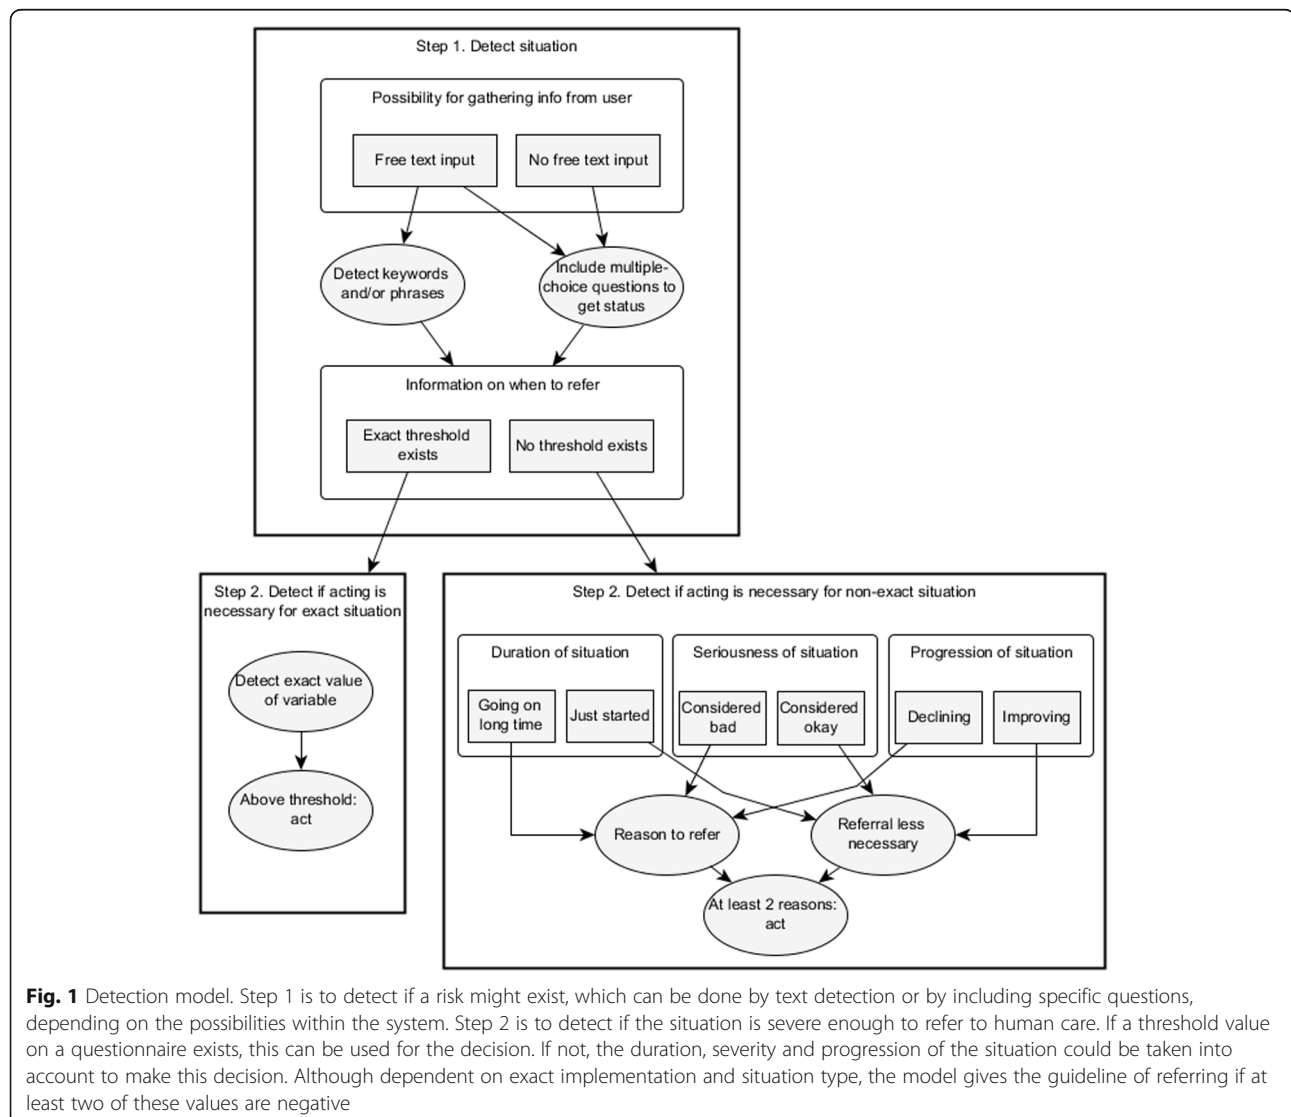 Step 1. Detect situation
Possibility for gathering info from user
Free text input
No free text input
Detect keywords
and/or phrases
Include multiple-
choice questions to
get status
Information on when to refer
Exact threshold
exists
No threshold exists
Step 2. Detect if acting is
necessary for exact situation
Detect exact value
of variable
Above threshold:
act
Step 2. Detect if acting is necessary for non-exact situation
Duration of situation
Going on
long time
Just started
Seriousness of situation
Considered
bad
Considered
okay
Progression of situation
Declining
Improving
Reason to refer
Referral less
necessary
At least 2 reasons:
act
Fig. 1 Detection model. Step 1 is to detect if a risk might exist, which can be done by text detection or by including specific questions,
depending on the possibilities within the system. Step 2 is to detect if the situation is severe enough to refer to human care. If a threshold value
on a questionnaire exists, this can be used for the decision. If not, the duration, severity and progression of the situation could be taken into
account to make this decision. Although dependent on exact implementation and situation type, the model gives the guideline of referring if at
least two of these values are negative